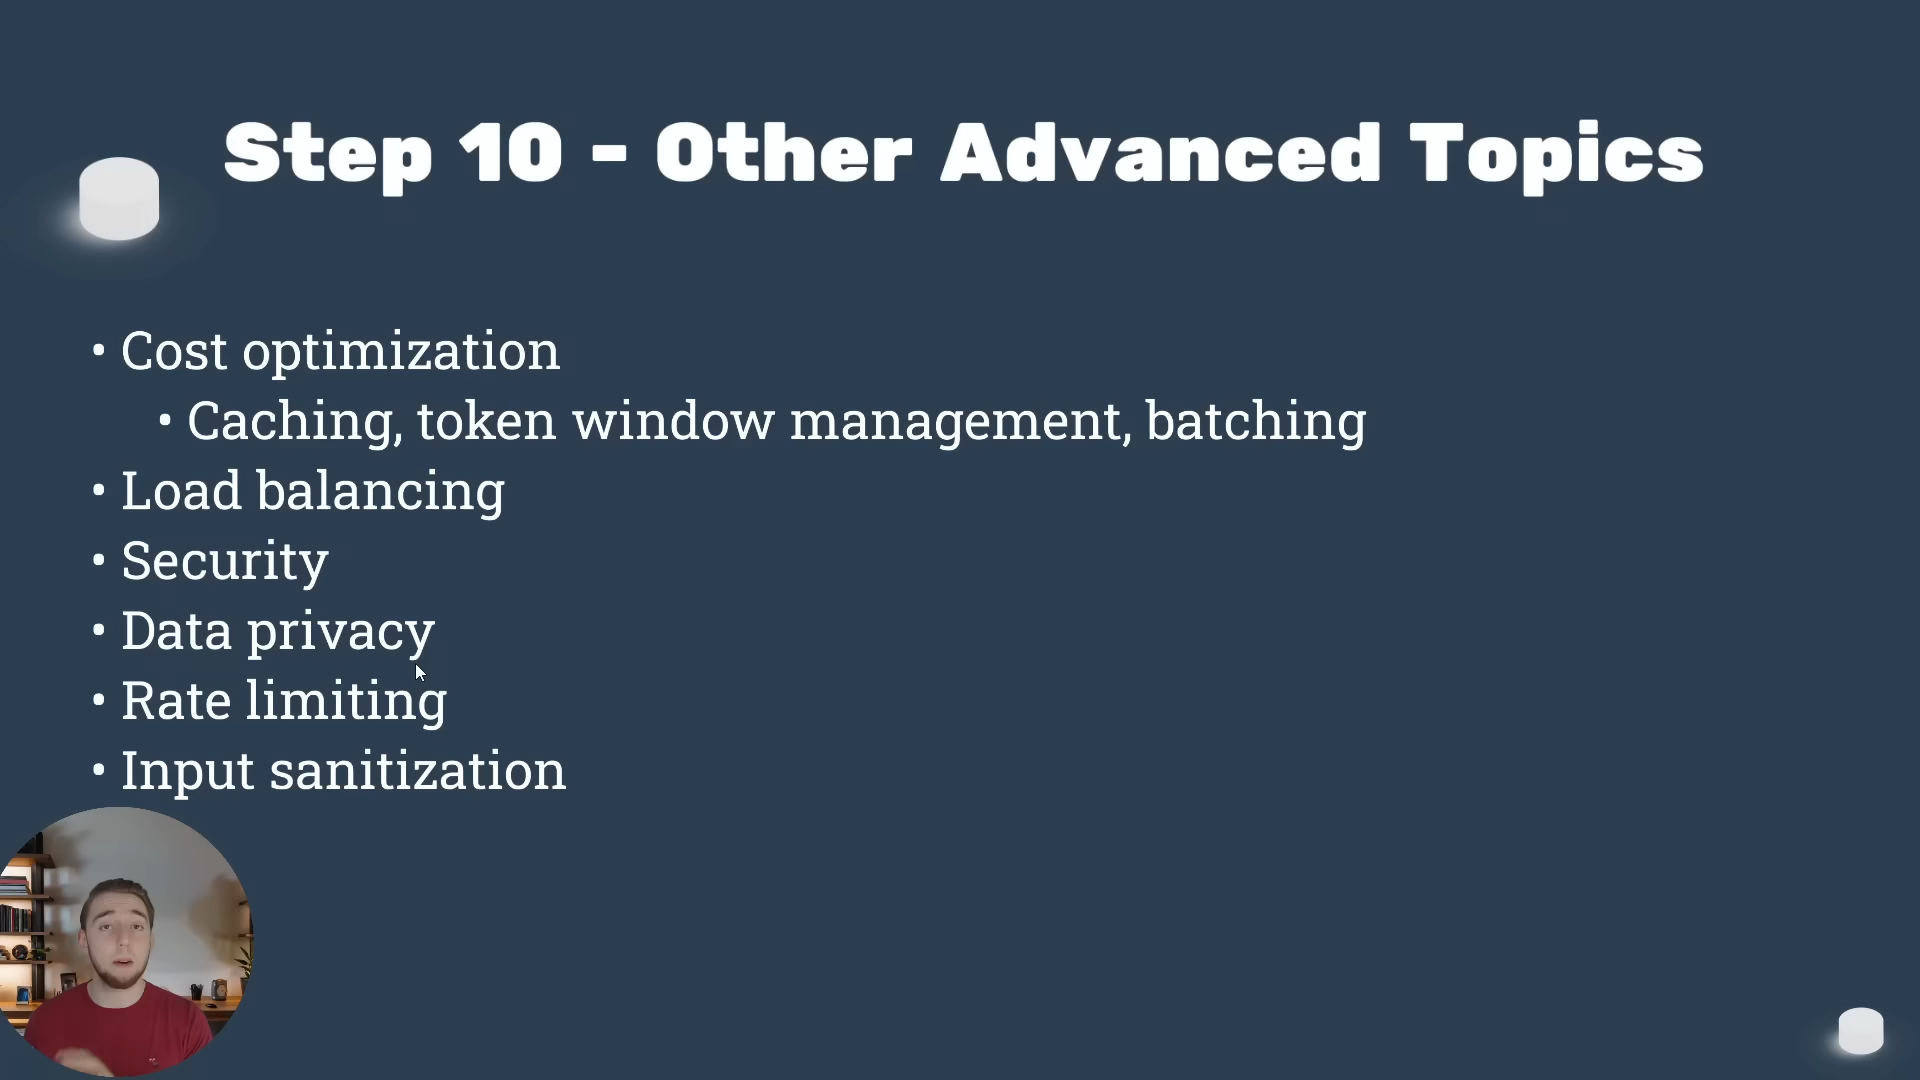 Step 10 - Other Advanced Topics
• Cost optimization
• Caching, token window management, batching
• Load balancing
• Security
• Data privacy
• Rate limiting
• Input sanitization